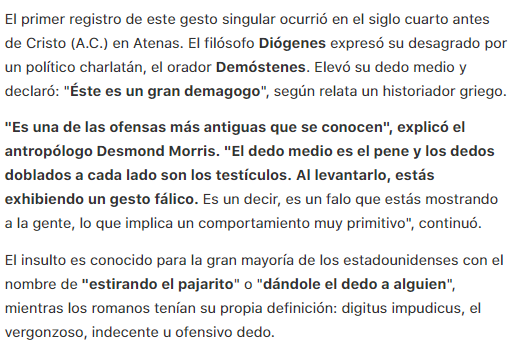 El primer registro de este gesto singular ocurrió en el siglo cuarto antes
de Cristo (A.C.) en Atenas. El filósofo Diógenes expresó su desagrado por
un político charlatán, el orador Demóstenes. Elevó su dedo medio y
declaró: "Éste es un gran demagogo", según relata un historiador griego.
"Es una de las ofensas más antiguas que se conocen", explicó el
antropólogo Desmond Morris. "El dedo medio es el pene y los dedos
doblados a cada lado son los testículos. Al levantarlo, estás
exhibiendo un gesto fálico. Es un decir, es un falo que estás mostrando
a la gente, lo que implica un comportamiento muy primitivo", continuó.
El insulto es conocido para la gran mayoría de los estadounidenses con el
nombre de "estirando el pajarito" o "dándole el dedo a alguien",
mientras los romanos tenían su propia definición: digitus impudicus, el
vergonzoso, indecente u ofensivo dedo.